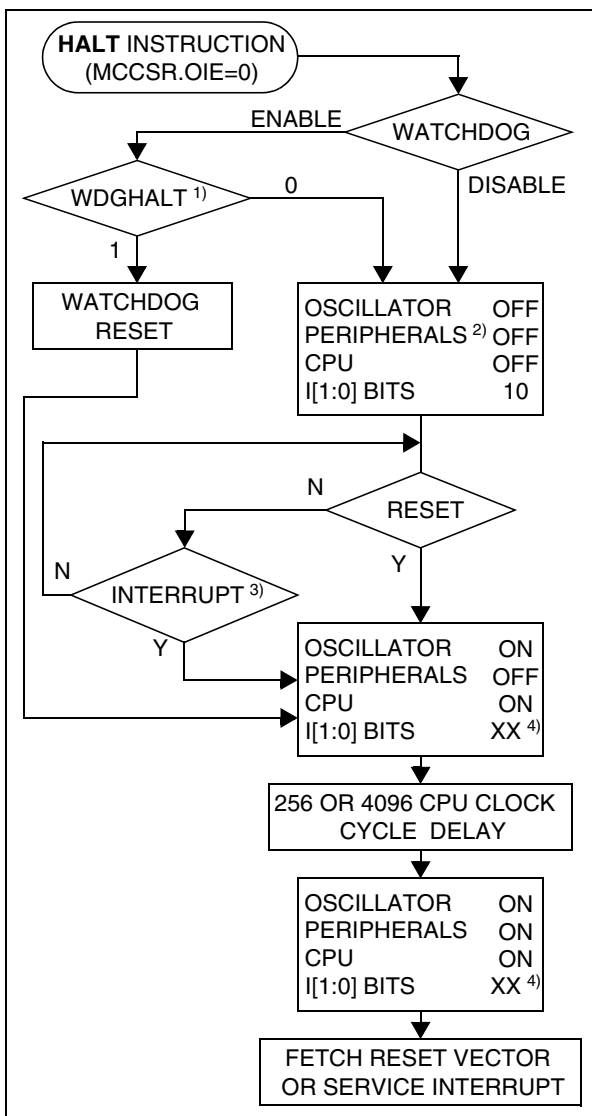 HALT INSTRUCTION
(MCCSR.OIE=0)
ENABLE
WATCHDOG
WDGHALT 1)
0
DISABLE
1
WATCHDOG
RESET
OSCILLATOR OFF
PERIPHERALS 2) OFF
CPU OFF
I[1:0] BITS 10
N
RESET
N
Y
INTERRUPT 3)
Y
OSCILLATOR ON
PERIPHERALS OFF
CPU ON
I[1:0] BITS XX 4)
256 OR 4096 CPU CLOCK
CYCLE DELAY
OSCILLATOR ON
PERIPHERALS ON
CPU ON
I[1:0] BITS XX 4)
FETCH RESET VECTOR
OR SERVICE INTERRUPT